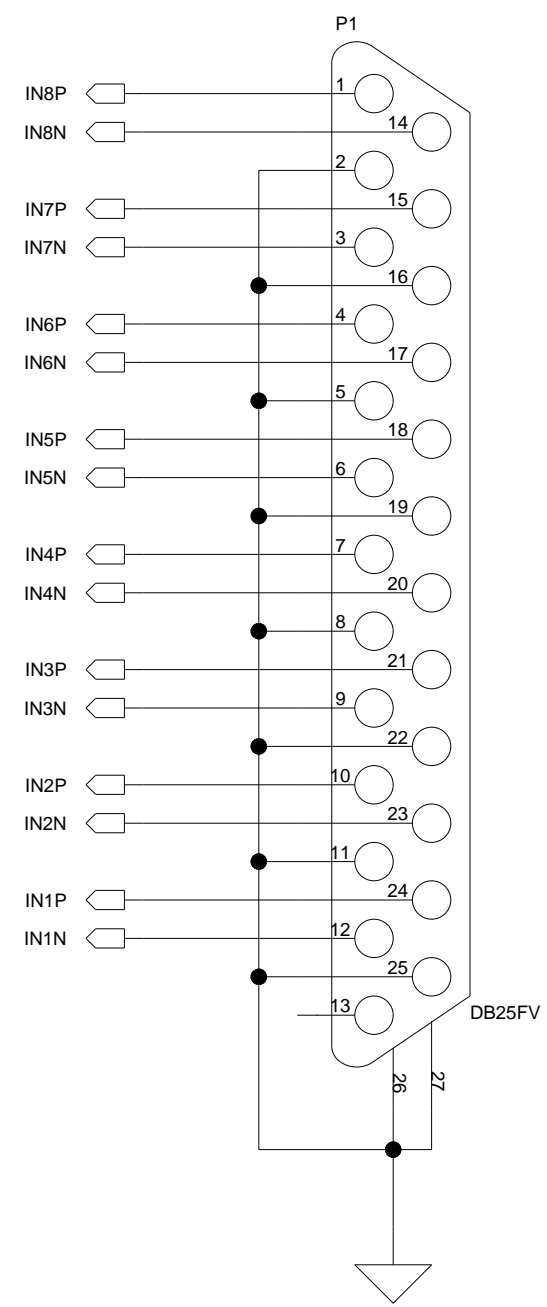 P1
IN8P 1
IN8N 14
2
IN7P 15
IN7N 3
16
IN6P 4
IN6N 17
5
IN5P 18
IN5N 6
19
IN4P 7
IN4N 20
8
IN3P 21
IN3N 9
22
IN2P 10
IN2N 23
11
IN1P 24
IN1N 12
25
13
DB25FV
26 27